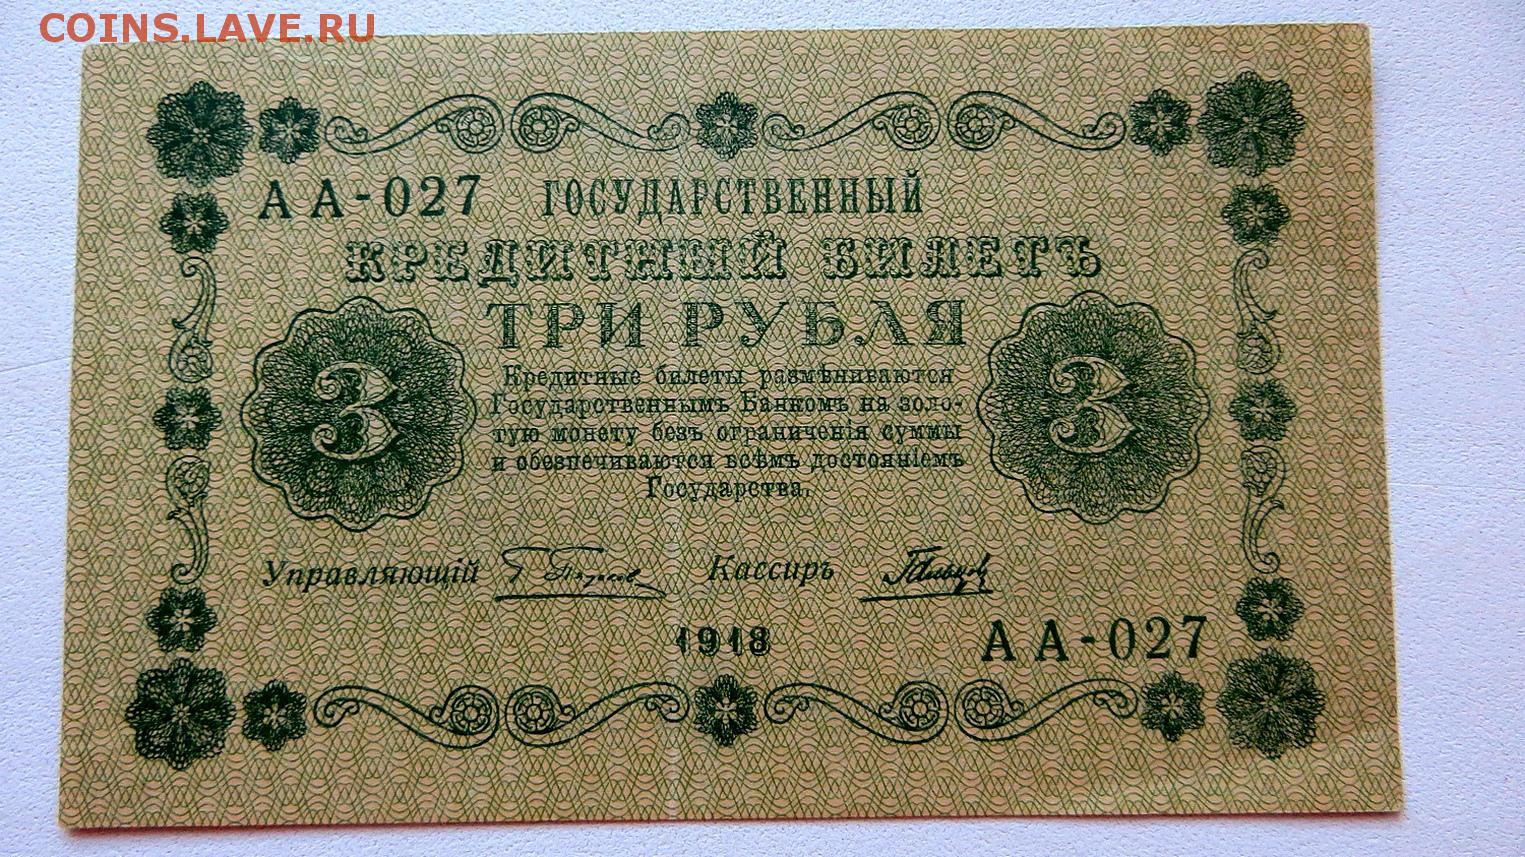 COINS.LAVE.RU
АА-027 ГОСУДАРСТВЕННЫЙ
КРЕДИТНЫЙ БИЛЕТЪ
ТРИ РУБЛЯ
3 3
Кредитные билеты размѣниваются
Государственнымъ Банкомъ на золо-
тую монету безъ ограниченія суммы
и обезпечиваются всѣмъ достояніемъ
Государства.
Управляющій Кассиръ
1918 АА-027